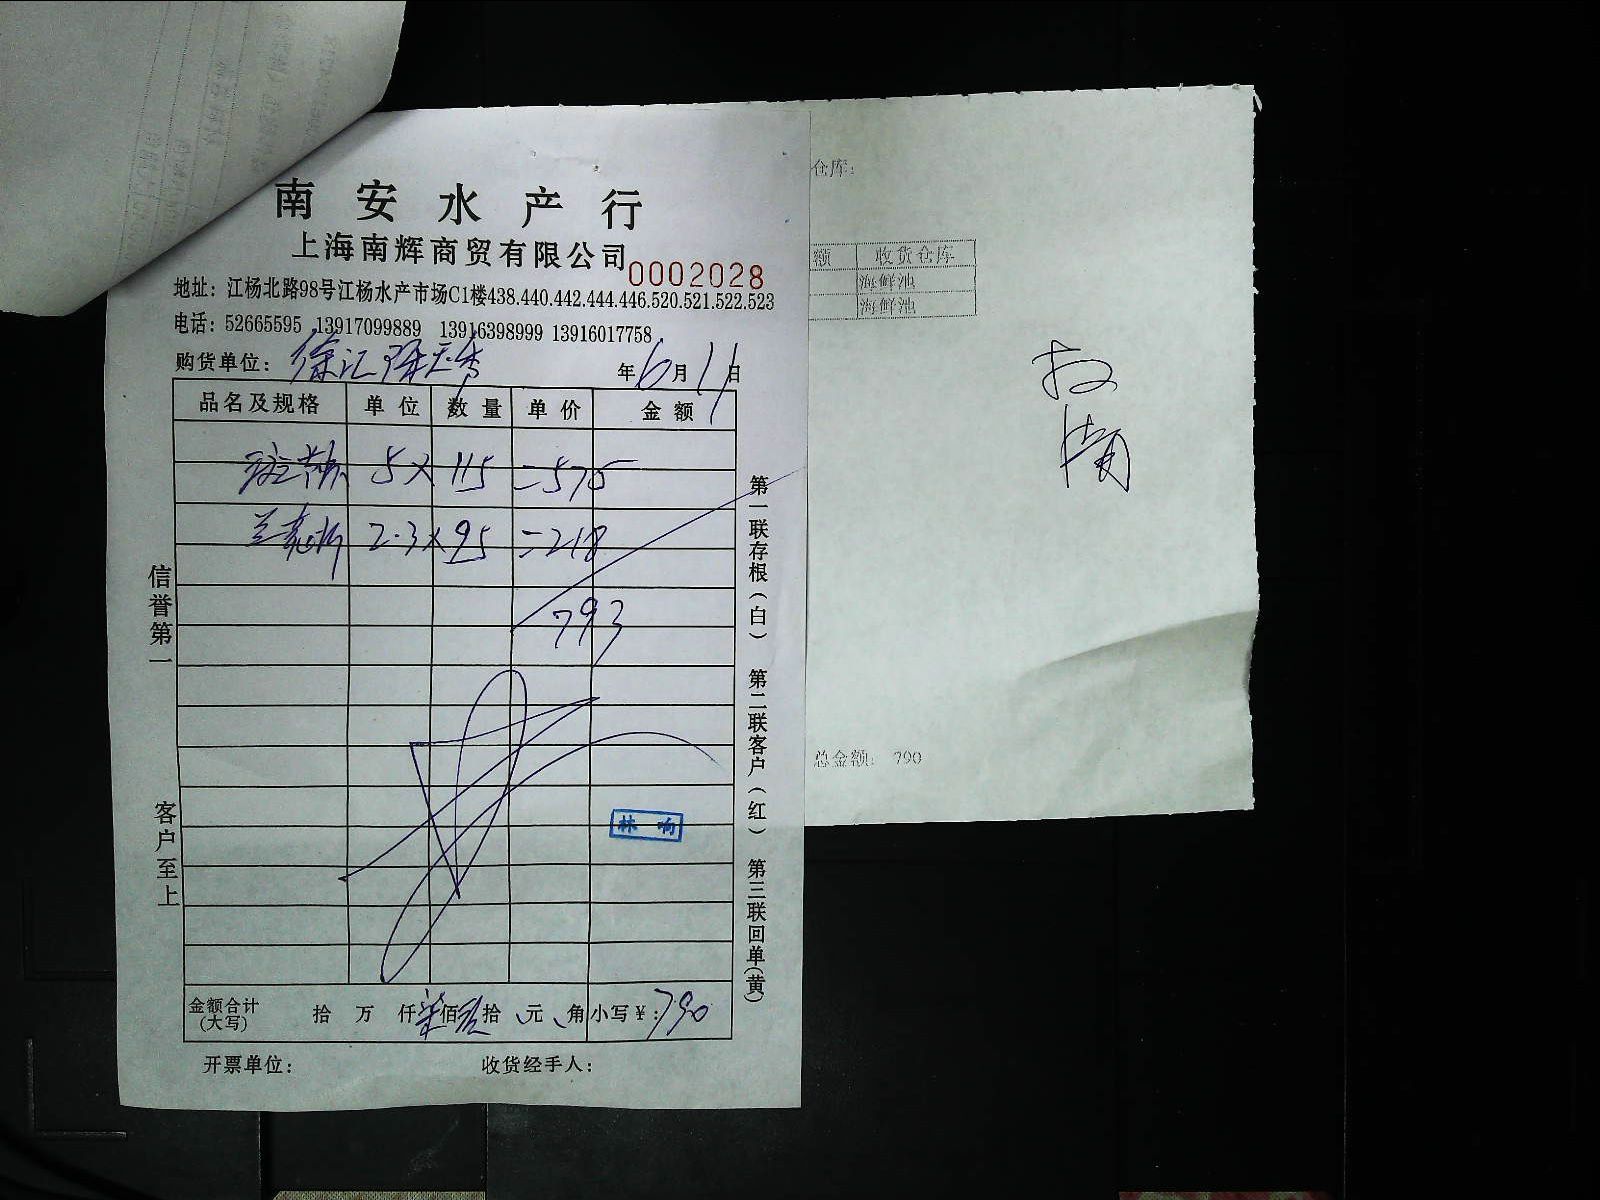 南安水产行
上海南辉商贸有限公司
0002028
地址：江杨北路98号江杨水产市场C1楼438.440.442.444.446.520.521.522.523
电话：52665595 13917099889 13916398999 13916017758
购货单位：徐汇
年6月11日
品名及规格 单位 数量 单价 金额
5× 115 =575
2.3× 95 =218
793
林响
金额合计（大写） 拾 万 仟柒佰玖拾、元、角 小写￥：790
开票单位： 收货经手人：
信誉第一
客户至上
第一联存根（白） 第二联客户（红） 第三联回单（黄）
仓库：
额 收货仓库
海鲜池
海鲜池
总金额： 790